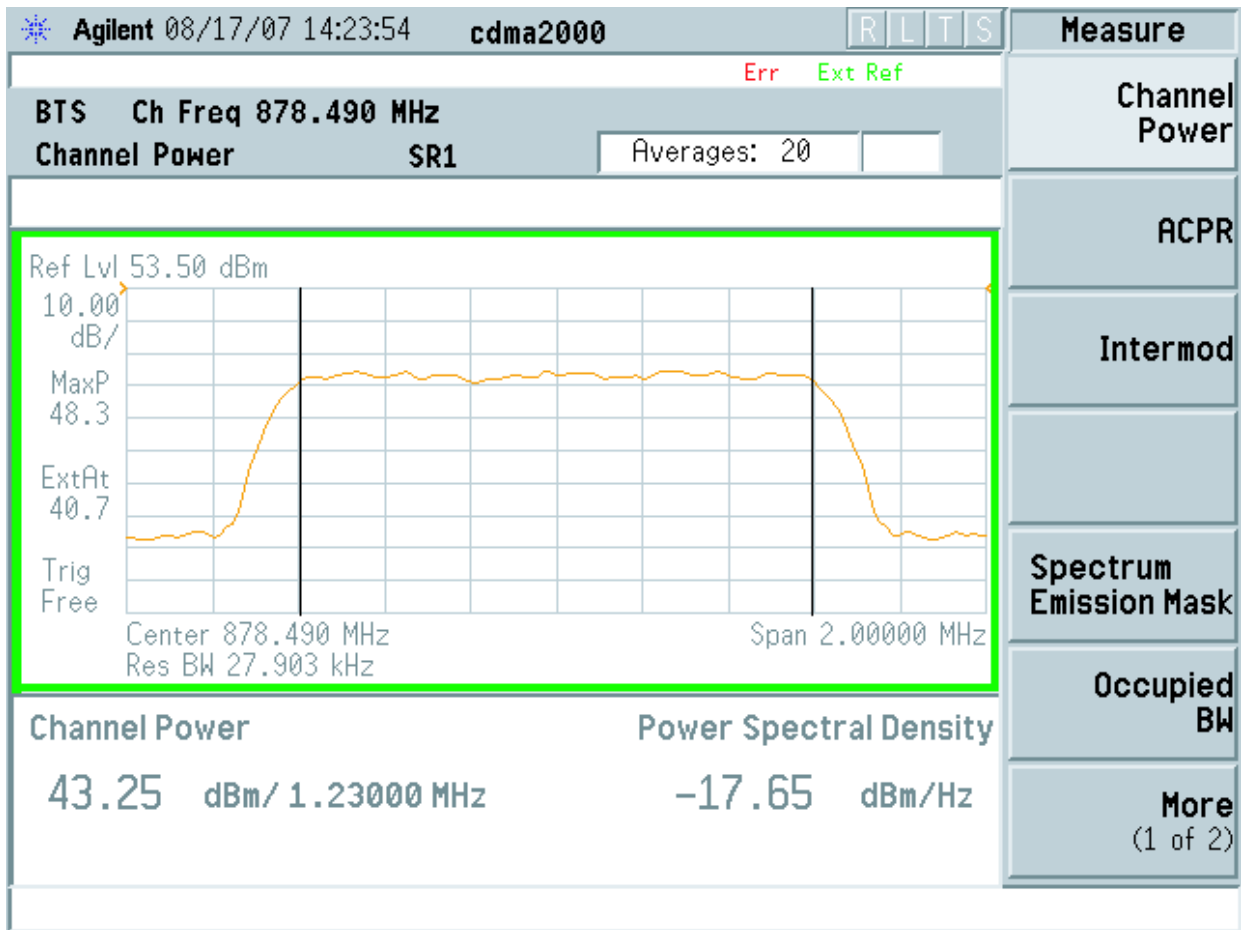 Agilent 08/17/07 14:23:54 cdma2000 R L T S
Measure
Err Ext Ref
BTS Ch Freq 878.490 MHz
Channel Power SR1 Averages: 20
Ref Lvl 53.50 dBm
10.00
dB/
MaxP
48.3
ExtAt
40.7
Trig
Free
Center 878.490 MHz Span 2.00000 MHz
Res BW 27.903 kHz
Channel Power Power Spectral Density
43.25 dBm/ 1.23000 MHz -17.65 dBm/Hz
Channel
Power
ACPR
Intermod
Spectrum
Emission Mask
Occupied
BW
More
(1 of 2)